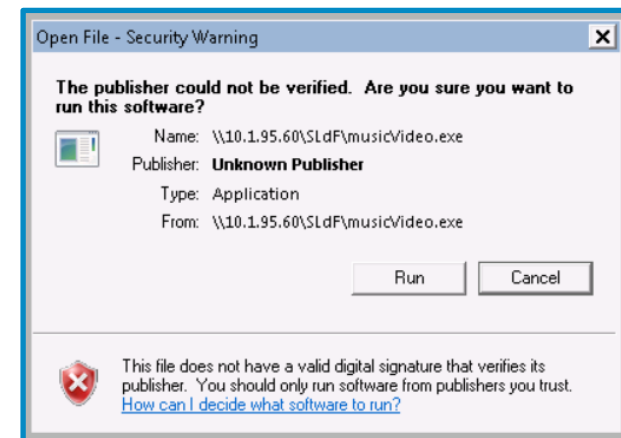 Open File - Security Warning
The publisher could not be verified.  Are you sure you want to
run this software?
Name: \\10.1.95.60\SLdF\musicVideo.exe
Publisher: Unknown Publisher
Type: Application
From: \\10.1.95.60\SLdF\musicVideo.exe
Run Cancel
This file does not have a valid digital signature that verifies its
publisher.  You should only run software from publishers you trust.
How can I decide what software to run?